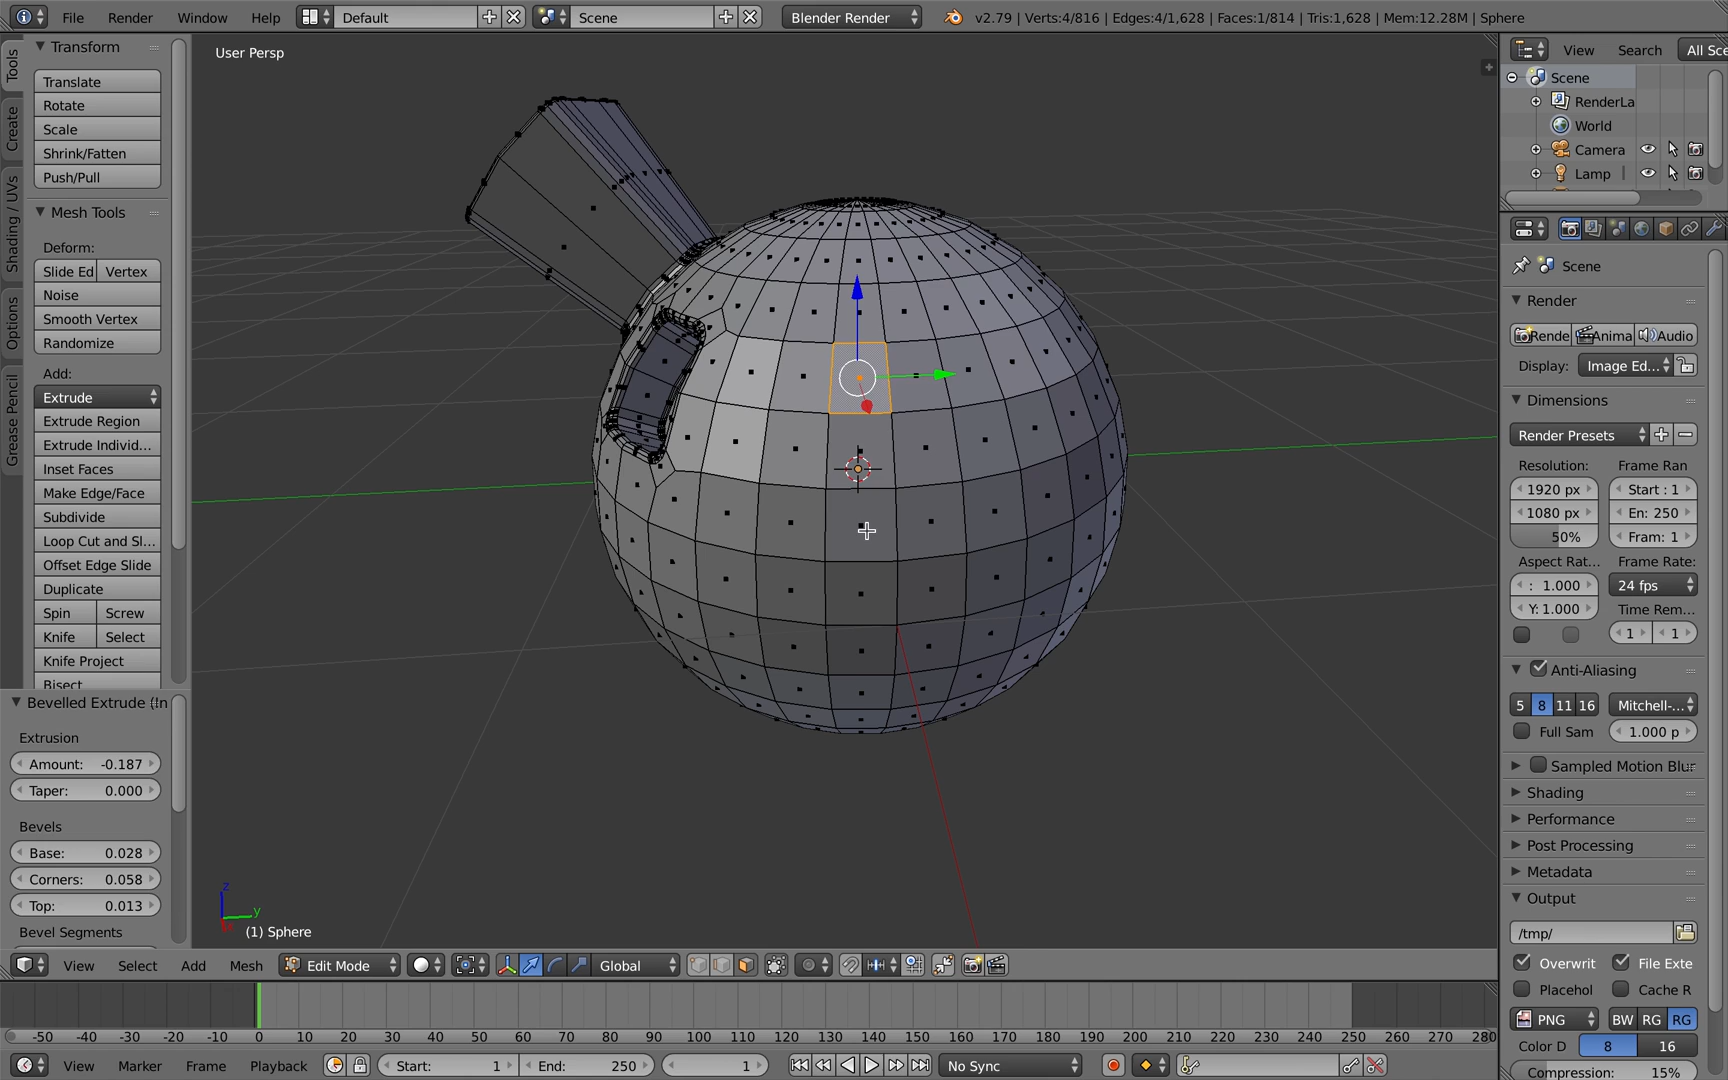 File Render Window Help Default Scene Blender Render v2.79 | Verts:4/816 | Edges:4/1,628 | Faces:1/814 | Tris:1,628 | Mem:12.28M | Sphere
Tools
Create
Shading / UVs
Options
Grease Pencil
Transform
Translate
Rotate
Scale
Shrink/Fatten
Push/Pull
Mesh Tools
Deform:
Slide Ed Vertex
Noise
Smooth Vertex
Randomize
Add:
Extrude
Extrude Region
Extrude Individ...
Inset Faces
Make Edge/Face
Subdivide
Loop Cut and Sl...
Offset Edge Slide
Duplicate
Spin Screw
Knife Select
Knife Project
Bisect
Bevelled Extrude (In
Extrusion
Amount: -0.187
Taper: 0.000
Bevels
Base: 0.028
Corners: 0.058
Top: 0.013
Bevel Segments
User Persp
z
y
(1) Sphere
View Select Add Mesh Edit Mode Global
-50 -40 -30 -20 -10 0 10 20 30 40 50 60 70 80 90 100 110 120 130 140 150 160 170 180 190 200 210 220 230 240 250 260 270 280
View Marker Frame Playback Start: 1 End: 250 1 No Sync
View Search All Sce
Scene
RenderLa
World
Camera
Lamp
Scene
Render
Rende Anima Audio
Display: Image Ed...
Dimensions
Render Presets
Resolution: Frame Ran
1920 px Start : 1
1080 px En: 250
50% Fram: 1
Aspect Rat... Frame Rate:
: 1.000 24 fps
Y: 1.000 Time Rem...
1 1
Anti-Aliasing
5 8 11 16 Mitchell-...
Full Sam 1.000 p
Sampled Motion Blur
Shading
Performance
Post Processing
Metadata
Output
/tmp/
Overwrit File Exte
Placehol Cache R
PNG BW RG RG
Color D 8 16
Compression: 15%